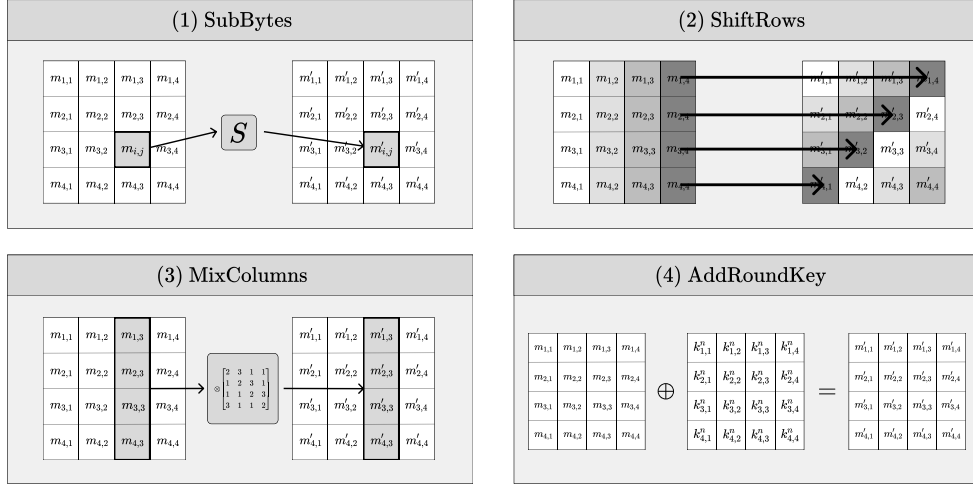 (1) SubBytes
m1,1 m1,2 m1,3 m1,4 m′1,1 m′1,2 m′1,3 m′1,4
m2,1 m2,2 m2,3 m2,4 m′2,1 m′2,2 m′2,3 m′2,4
S
m3,1 m3,2 mi,j m3,4 m′3,1 m′3,2 m′i,j m′3,4
m4,1 m4,2 m4,3 m4,4 m′4,1 m′4,2 m′4,3 m′4,4
(2) ShiftRows
m1,1 m1,2 m1,3 m1,4 m′1,1 m′1,2 m′1,3 m′1,4
m2,1 m2,2 m2,3 m2,4 m′2,1 m′2,2 m′2,3 m′2,4
m3,1 m3,2 m3,3 m3,4 m′3,1 m′3,2 m′3,3 m′3,4
m4,1 m4,2 m4,3 m4,4 m′4,1 m′4,2 m′4,3 m′4,4
(3) MixColumns
m1,1 m1,2 m1,3 m1,4 m′1,1 m′1,2 m′1,3 m′1,4
m2,1 m2,2 m2,3 m2,4 m′2,1 m′2,2 m′2,3 m′2,4
m3,1 m3,2 m3,3 m3,4 m′3,1 m′3,2 m′3,3 m′3,4
m4,1 m4,2 m4,3 m4,4 m′4,1 m′4,2 m′4,3 m′4,4
2 3 1 1
1 2 3 1
⊗
1 1 2 3
3 1 1 2
(4) AddRoundKey
m1,1 m1,2 m1,3 m1,4 kn1,1 kn1,2 kn1,3 kn1,4 m′1,1 m′1,2 m′1,3 m′1,4
m2,1 m2,2 m2,3 m2,4 kn2,1 kn2,2 kn2,3 kn2,4 m′2,1 m′2,2 m′2,3 m′2,4
⊕ =
m3,1 m3,2 m3,3 m3,4 kn3,1 kn3,2 kn3,3 kn3,4 m′3,1 m′3,2 m′3,3 m′3,4
m4,1 m4,2 m4,3 m4,4 kn4,1 kn4,2 kn4,3 kn4,4 m′4,1 m′4,2 m′4,3 m′4,4